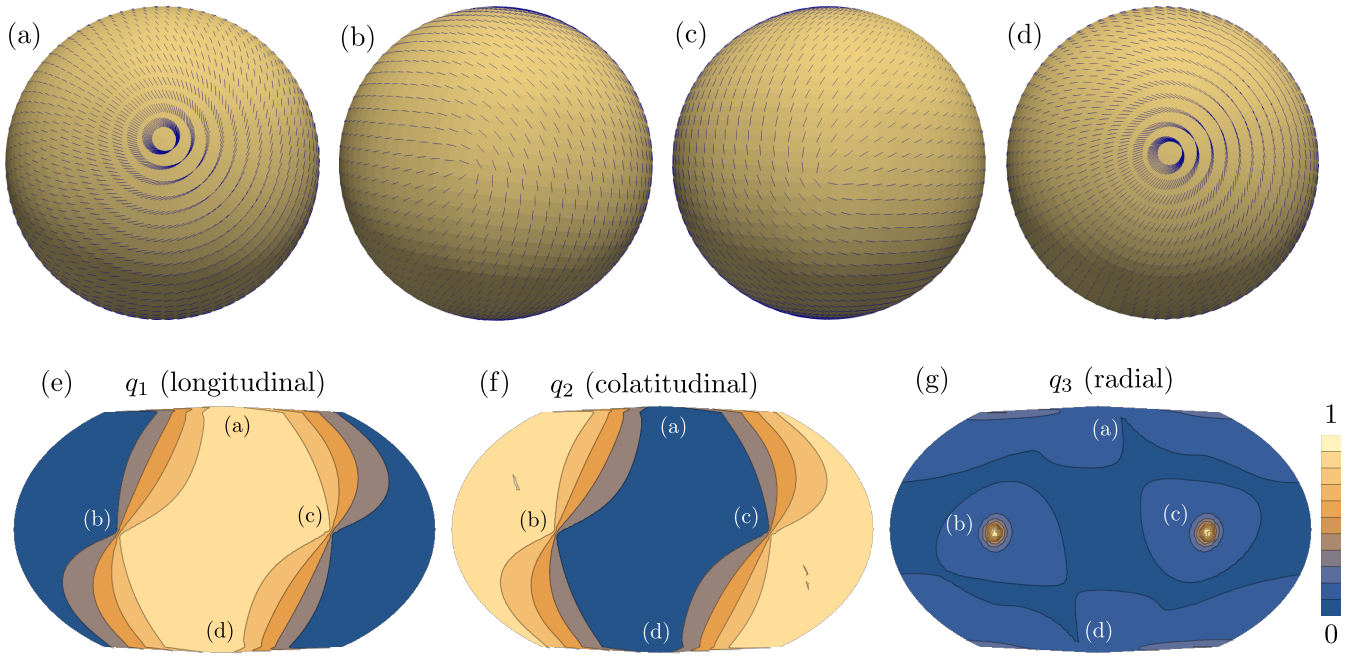 (a) (b) (c) (d)
(e) q₁ (longitudinal) (f) q₂ (colatitudinal) (g) q₃ (radial)
(a) (a) (a) 1
(b) (c) (b) (c) (b) (c)
(d) (d) (d) 0